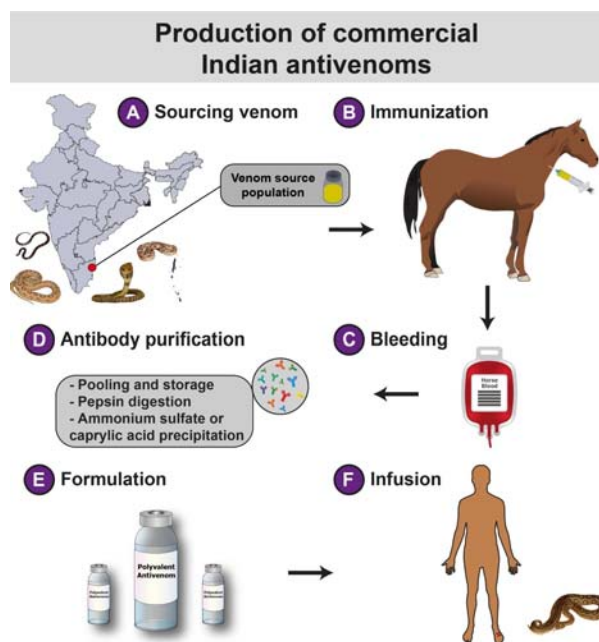 Production of commercial
Indian antivenoms
A Sourcing venom
B Immunization
Venom source
population
D Antibody purification
C Bleeding
- Pooling and storage
- Pepsin digestion
- Ammonium sulfate or
caprylic acid precipitation
Horse
Blood
E Formulation
F Infusion
Polyvalent
Antivenom